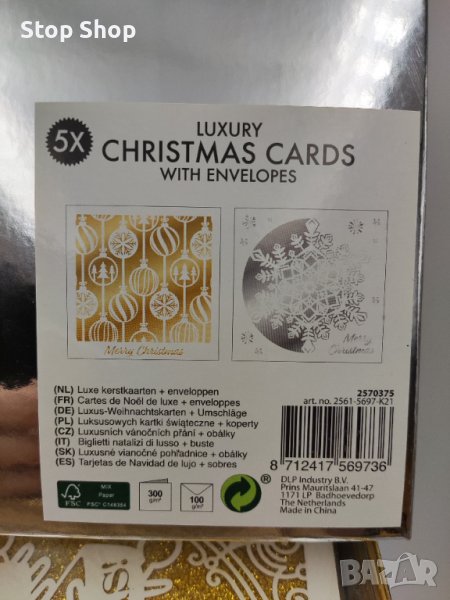 Stop Shop
5X
LUXURY
CHRISTMAS CARDS
WITH ENVELOPES
Merry Christmas
Merry
Christmas
NL) Luxe kerstkaarten + enveloppen
(FR) Cartes de Noël de luxe + enveloppes
(DE) Luxus-Weihnachtskarten + Umschläge
(PL) Luksusowych kartki świąteczne + koperty
(CZ) Luxusních vánočních přání + obálky
(IT) Biglietti natalizi di lusso + buste
(SK) Luxusné vianočné pohľadnice + obálky
(ES) Tarjetas de Navidad de lujo + sobres
2570375
art. no. 2561-5697-K21
8 712417 569736
FSC
MIX
Paper
FSC® C148354
300
g/m²
100
g/m²
DLP Industry B.V.
Prins Mauritslaan 41-47
1171 LP Badhoevedorp
The Netherlands
Made in China
BAZAR